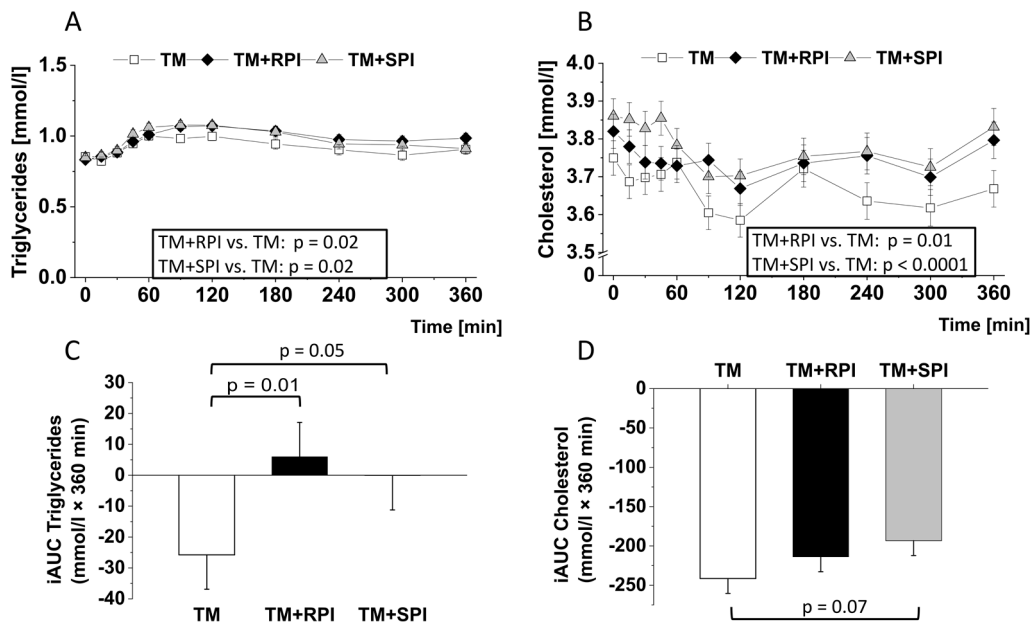 A
TM TM+RPI TM+SPI
Triglycerides [mmol/l]
1.5
1.0
0.5
0.0
TM+RPI vs. TM: p = 0.02
TM+SPI vs. TM: p = 0.02
0 60 120 180 240 300 360
Time [min]
B
TM TM+RPI TM+SPI
Cholesterol [mmol/l]
4.0
3.9
3.8
3.7
3.6
3.5
0
TM+RPI vs. TM: p = 0.01
TM+SPI vs. TM: p < 0.0001
0 60 120 180 240 300 360
Time [min]
C
p = 0.05
p = 0.01
iAUC Triglycerides
(mmol/l × 360 min)
30
20
10
0
-10
-20
-30
-40
TM TM+RPI TM+SPI
D
TM TM+RPI TM+SPI
iAUC Cholesterol
(mmol/l × 360 min)
0
-50
-100
-150
-200
-250
p = 0.07